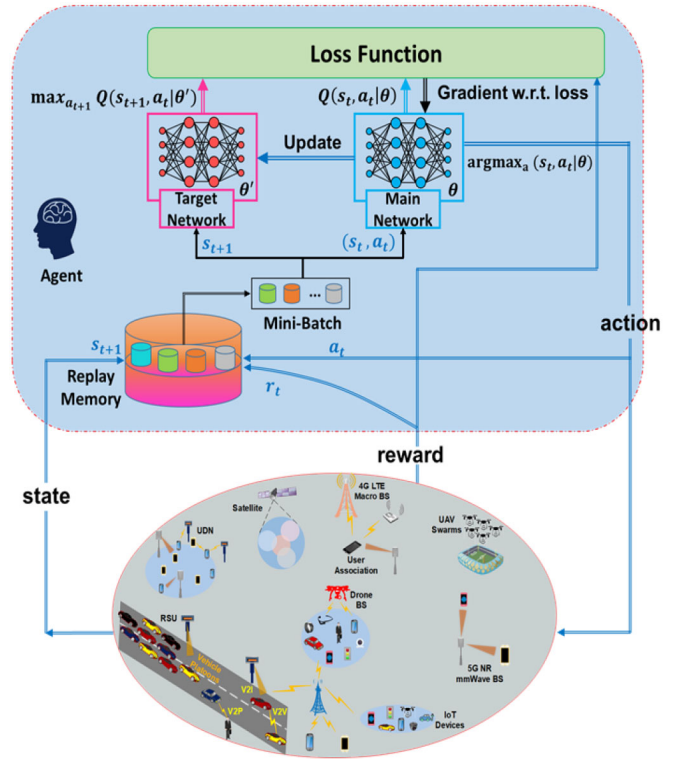 Loss Function
max_{a_{t+1}} Q(s_{t+1}, a_t|θ′)
Q(s_t, a_t|θ)
Gradient w.r.t. loss
Update
argmax_a (s_t, a_t|θ)
θ′
θ
Target
Network
Main
Network
s_{t+1}
(s_t, a_t)
Agent
...
Mini-Batch
action
s_{t+1}
a_t
Replay
Memory
r_t
reward
state
4G LTE
Macro BS
Satellite
UAV
Swarms
UDN
User
Association
Drone
BS
RSU
Vehicle
Platoons
5G NR
mmWave BS
V2I
V2P
V2V
IoT
Devices